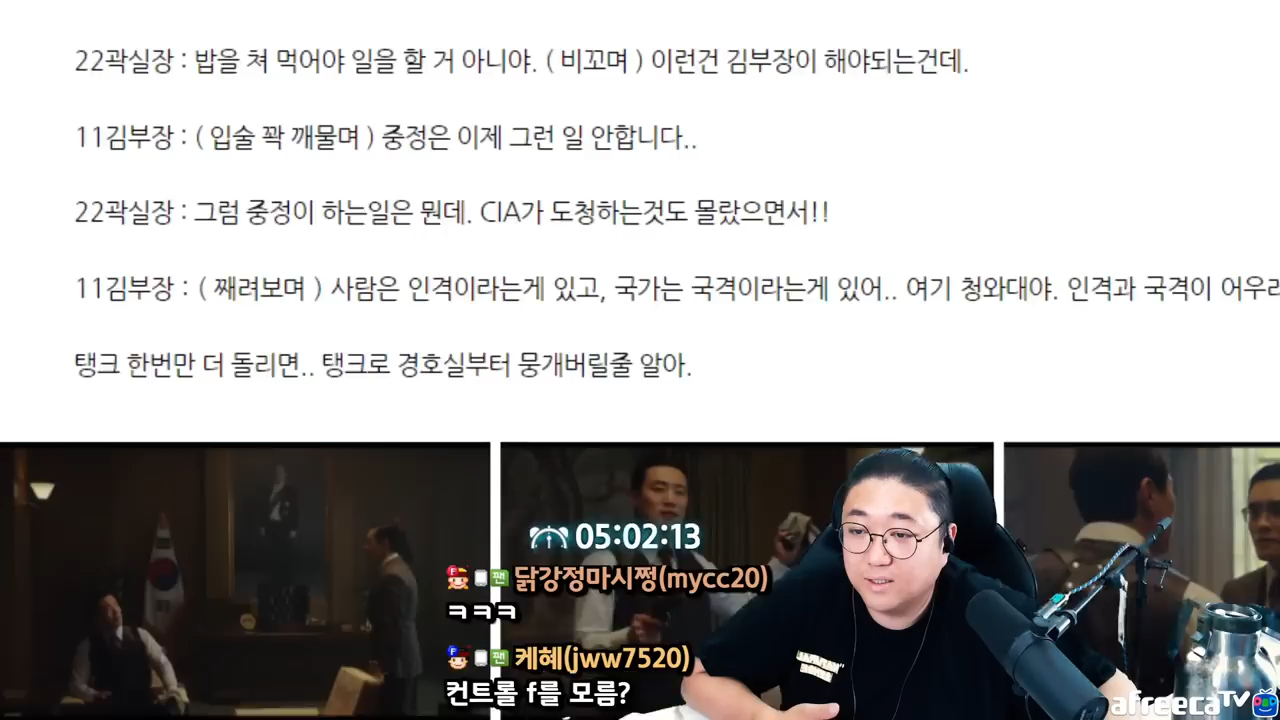 22곽실장 : 밥을 쳐 먹어야 일을 할 거 아니야. ( 비꼬며 ) 이런건 김부장이 해야되는건데.
11김부장 : ( 입술 꽉 깨물며 ) 중정은 이제 그런 일 안합니다..
22곽실장 : 그럼 중정이 하는일은 뭔데. CIA가 도청하는것도 몰랐으면서!!
11김부장 : ( 째려보며 ) 사람은 인격이라는게 있고, 국가는 국격이라는게 있어.. 여기 청와대야. 인격과 국격이 어우러
탱크 한번만 더 돌리면.. 탱크로 경호실부터 뭉개버릴줄 알아.
05:02:13
팬 닭강정마시쩡(mycc20)
ㅋㅋㅋ
팬 케혜(jww7520)
컨트롤 f를 모름?
afreecaTV